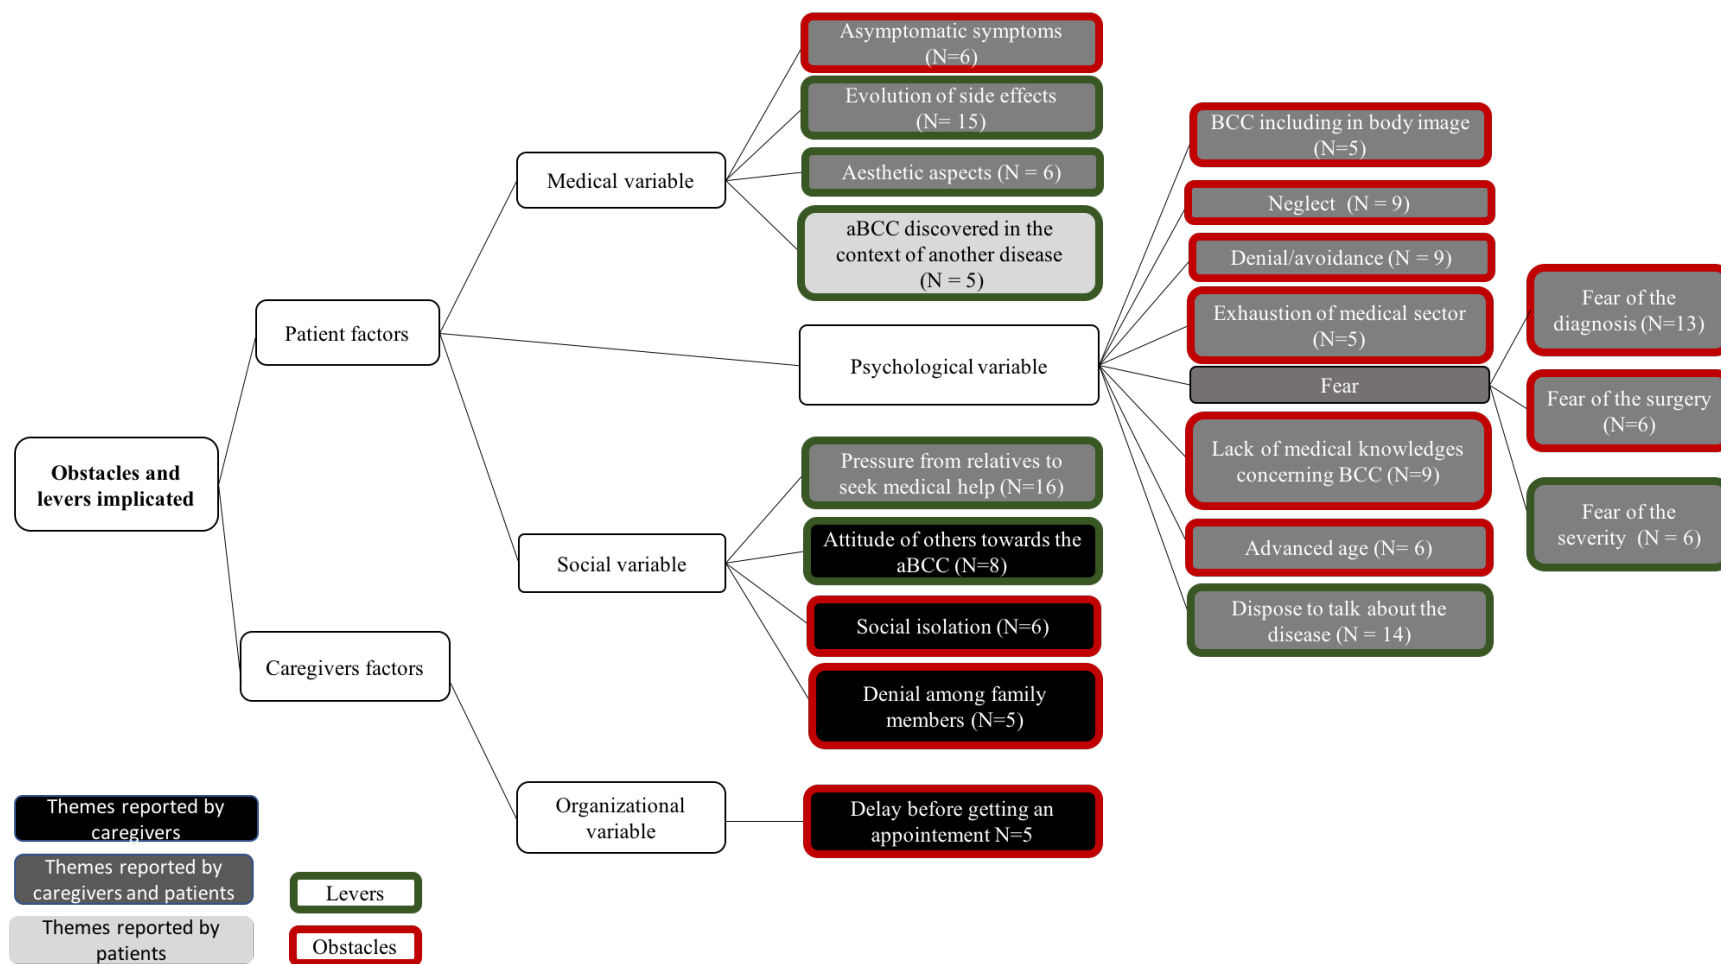 Asymptomatic symptoms
(N=6)
Evolution of side effects
(N= 15)
Aesthetic aspects (N = 6)
aBCC discovered in the
context of another disease
(N = 5)
Medical variable
Patient factors
Psychological variable
BCC including in body image
(N=5)
Neglect  (N = 9)
Denial/avoidance (N = 9)
Exhaustion of medical sector
(N=5)
Fear
Lack of medical knowledges
concerning BCC (N=9)
Advanced age (N= 6)
Dispose to talk about the
disease (N = 14)
Fear of the
diagnosis (N=13)
Fear of the surgery
(N=6)
Fear of the
severity  (N = 6)
Obstacles and
levers implicated
Social variable
Pressure from relatives to
seek medical help (N=16)
Attitude of others towards the
aBCC (N=8)
Social isolation (N=6)
Denial among family
members (N=5)
Caregivers factors
Organizational
variable
Delay before getting an
appointement N=5
Themes reported by
caregivers
Themes reported by
caregivers and patients
Themes reported by
patients
Levers
Obstacles